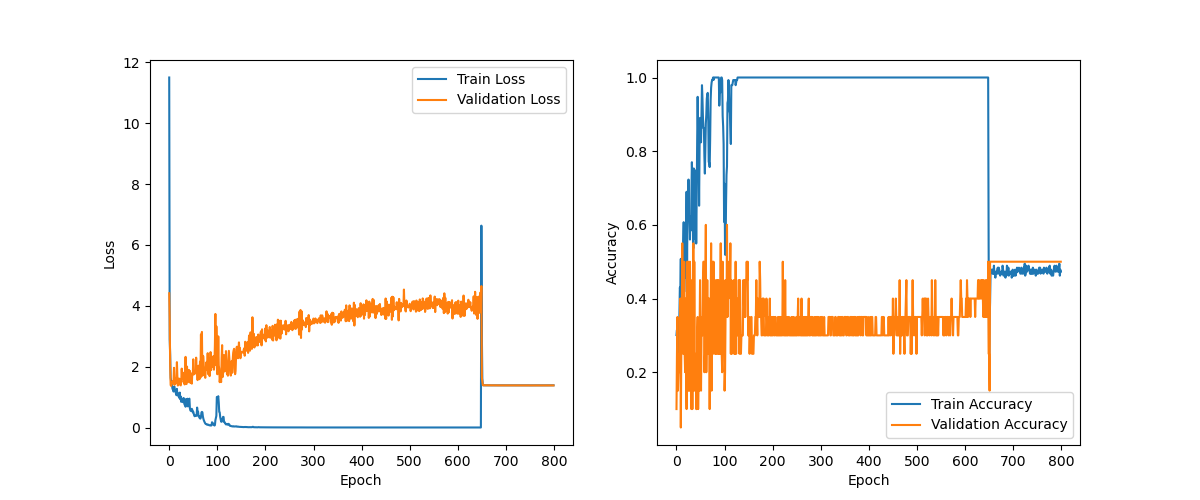 12
10
8
6
4
2
0
Loss
0 100 200 300 400 500 600 700 800
Epoch
Train Loss
Validation Loss
1.0
0.8
0.6
0.4
0.2
Accuracy
0 100 200 300 400 500 600 700 800
Epoch
Train Accuracy
Validation Accuracy